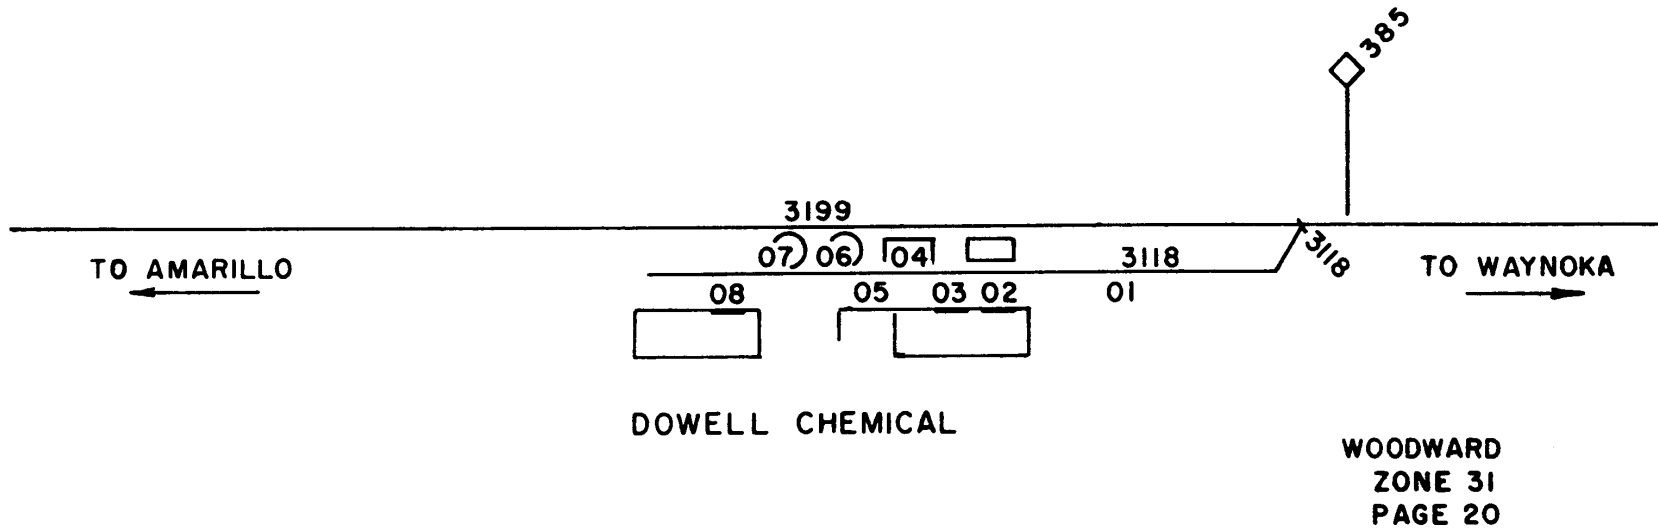 385
3199
07 06 04 3118 3118
TO AMARILLO
TO WAYNOKA
08 05 03 02 01
DOWELL CHEMICAL
WOODWARD
ZONE 31
PAGE 20